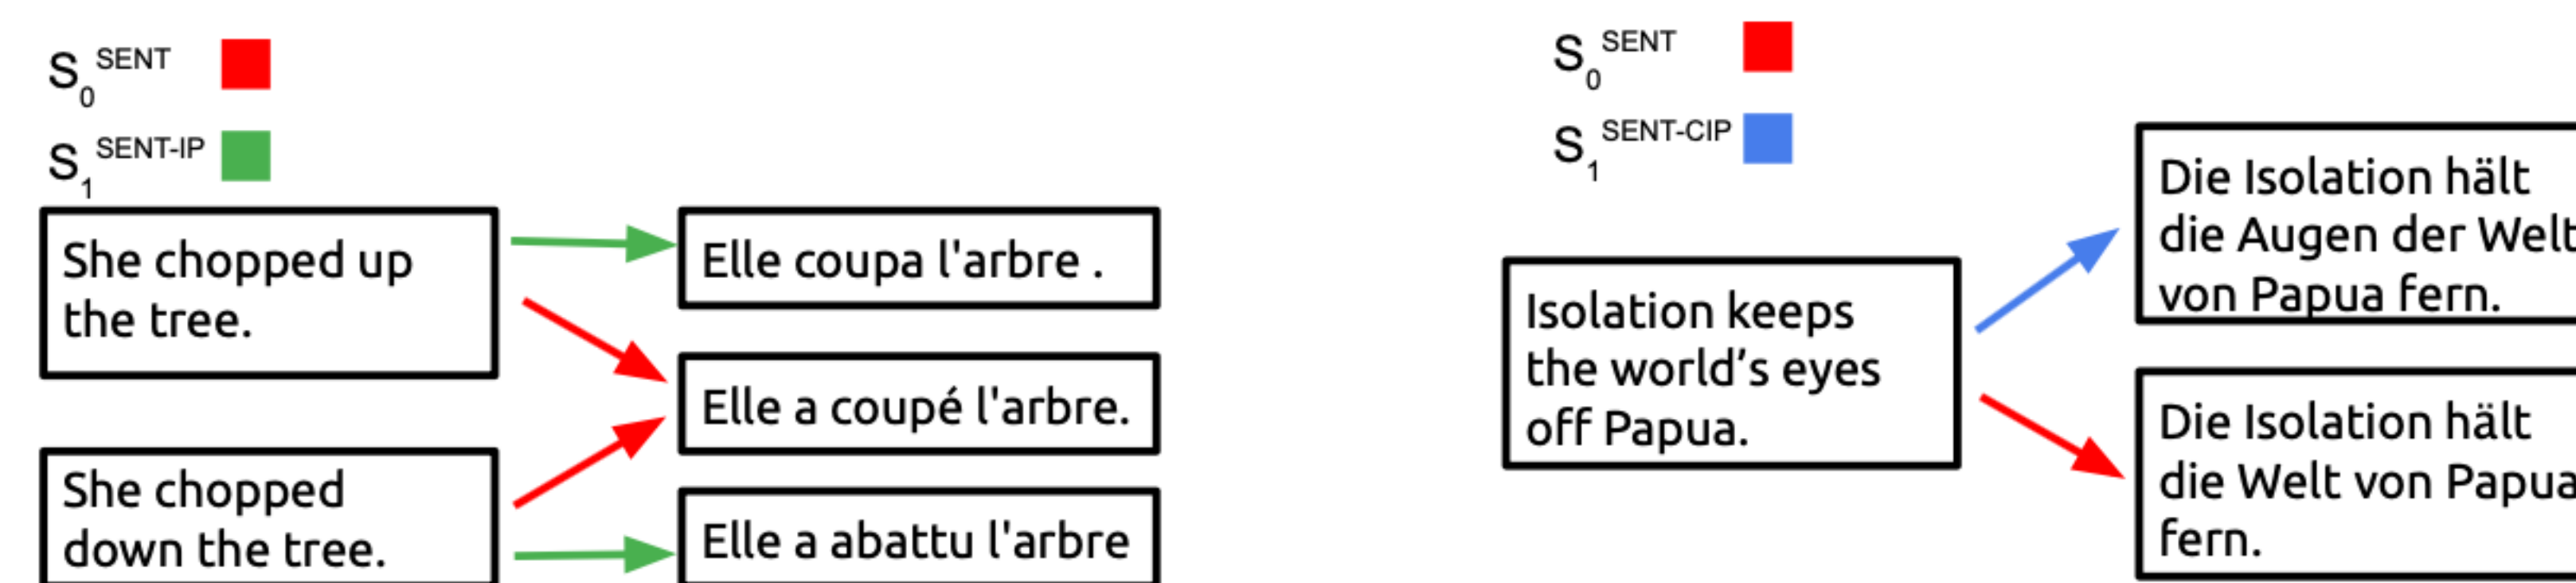 S0 SENT
S1 SENT-IP
She chopped up
the tree.
She chopped
down the tree.
Elle coupa l'arbre .
Elle a coupé l'arbre.
Elle a abattu l'arbre
S0 SENT
S1 SENT-CIP
Isolation keeps
the world’s eyes
off Papua.
Die Isolation hält
die Augen der Welt
von Papua fern.
Die Isolation hält
die Welt von Papua
fern.